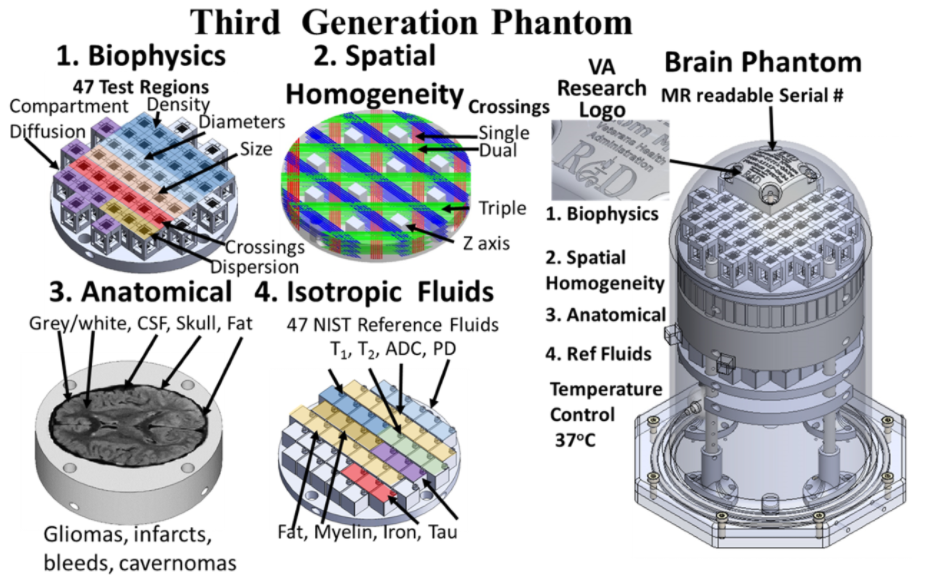 Third Generation Phantom
1. Biophysics
47 Test Regions
Compartment
Density
Diffusion
Diameters
Size
Crossings
Dispersion
2. Spatial
Homogeneity
Crossings
Single
Dual
Triple
Z axis
3. Anatomical
Grey/white, CSF, Skull, Fat
Gliomas, infarcts,
bleeds, cavernomas
4. Isotropic Fluids
47 NIST Reference Fluids
T₁, T₂, ADC, PD
Fat, Myelin, Iron, Tau
VA
Research
Logo
Veterans Health
Administration
R&D
Brain Phantom
MR readable Serial #
1. Biophysics
2. Spatial
Homogeneity
3. Anatomical
4. Ref Fluids
Temperature
Control
37°C